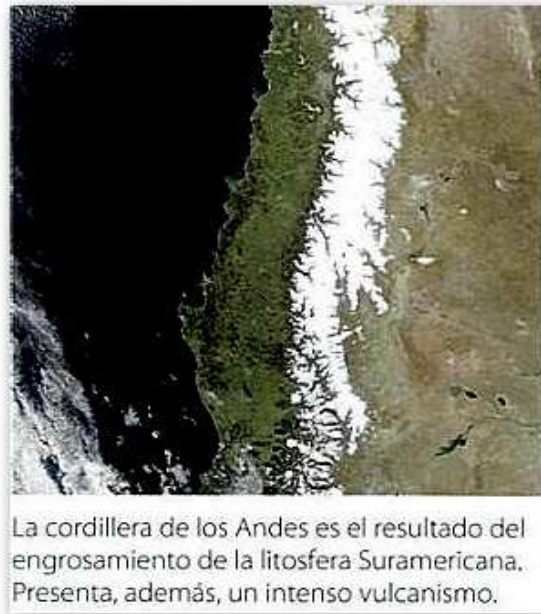 La cordillera de los Andes es el resultado del
engrosamiento de la litosfera Suramericana.
Presenta, además, un intenso vulcanismo.